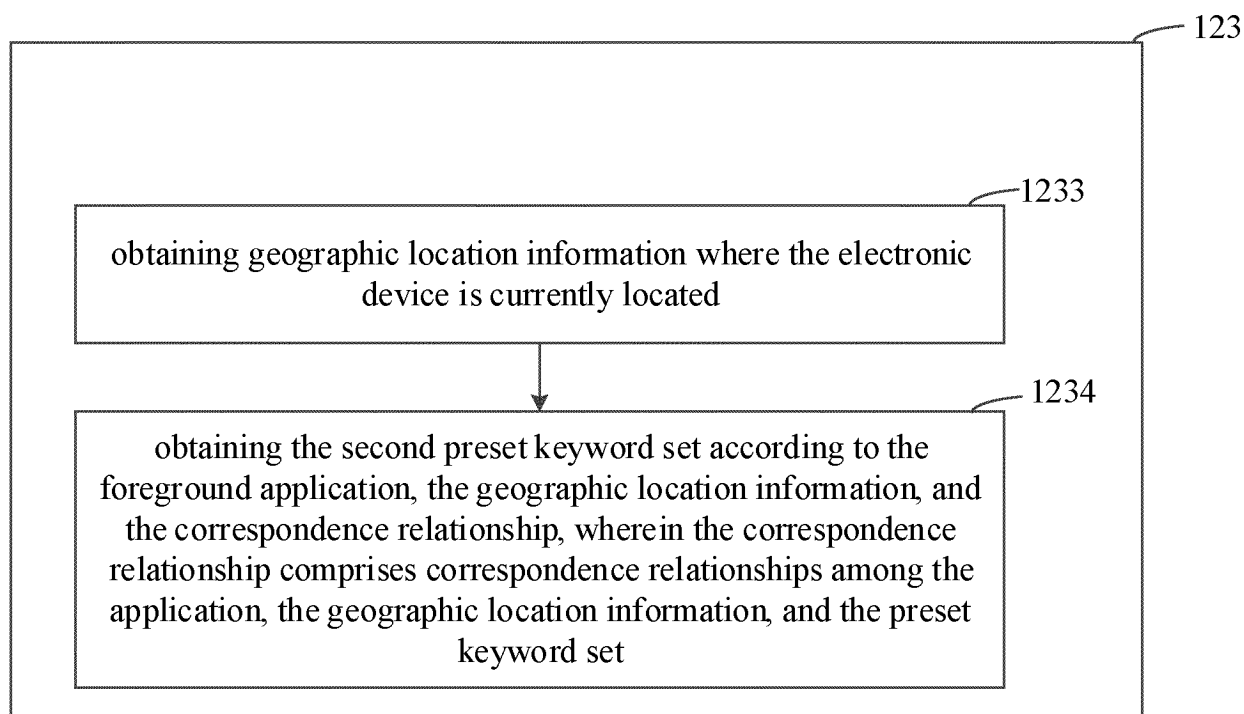 123
1233
obtaining geographic location information where the electronic
device is currently located
1234
obtaining the second preset keyword set according to the
foreground application, the geographic location information, and
the correspondence relationship, wherein the correspondence
relationship comprises correspondence relationships among the
application, the geographic location information, and the preset
keyword set